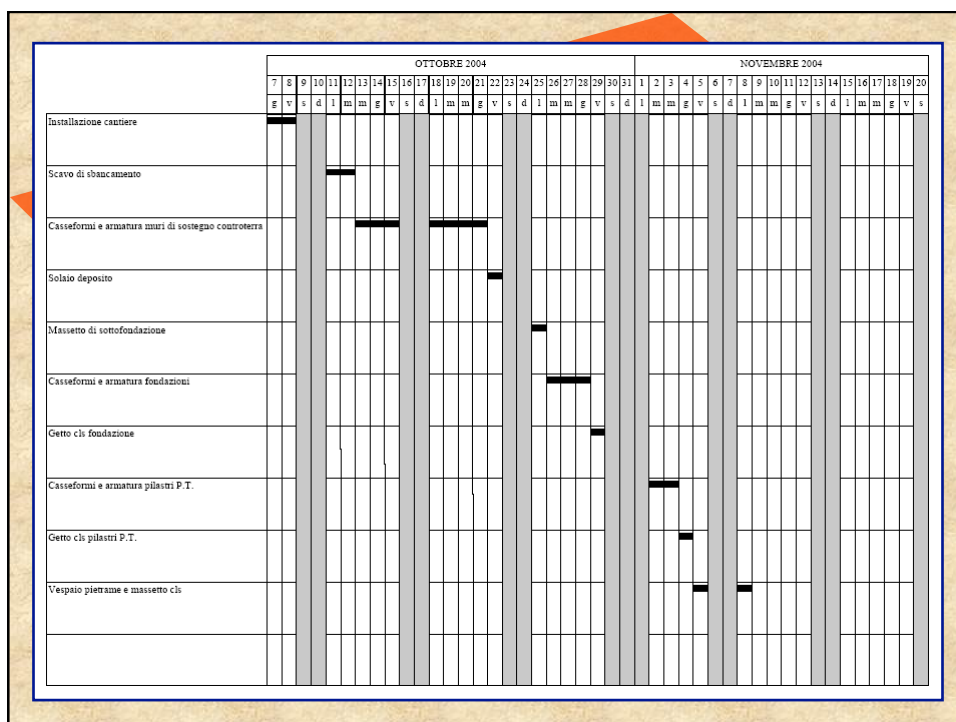 OTTOBRE 2004 NOVEMBRE 2004
7 8 9 10 11 12 13 14 15 16 17 18 19 20 21 22 23 24 25 26 27 28 29 30 31 1 2 3 4 5 6 7 8 9 10 11 12 13 14 15 16 17 18 19 20
g v s d l m m g v s d l m m g v s d l m m g v s d l m m g v s d l m m g v s d l m m g v s
Installazione cantiere
Scavo di sbancamento
Casseformi e armatura muri di sostegno controterra
Solaio deposito
Massetto di sottofondazione
Casseformi e armatura fondazioni
Getto cls fondazione
Casseformi e armatura pilastri P.T.
Getto cls pilastri P.T.
Vespaio pietrame e massetto cls